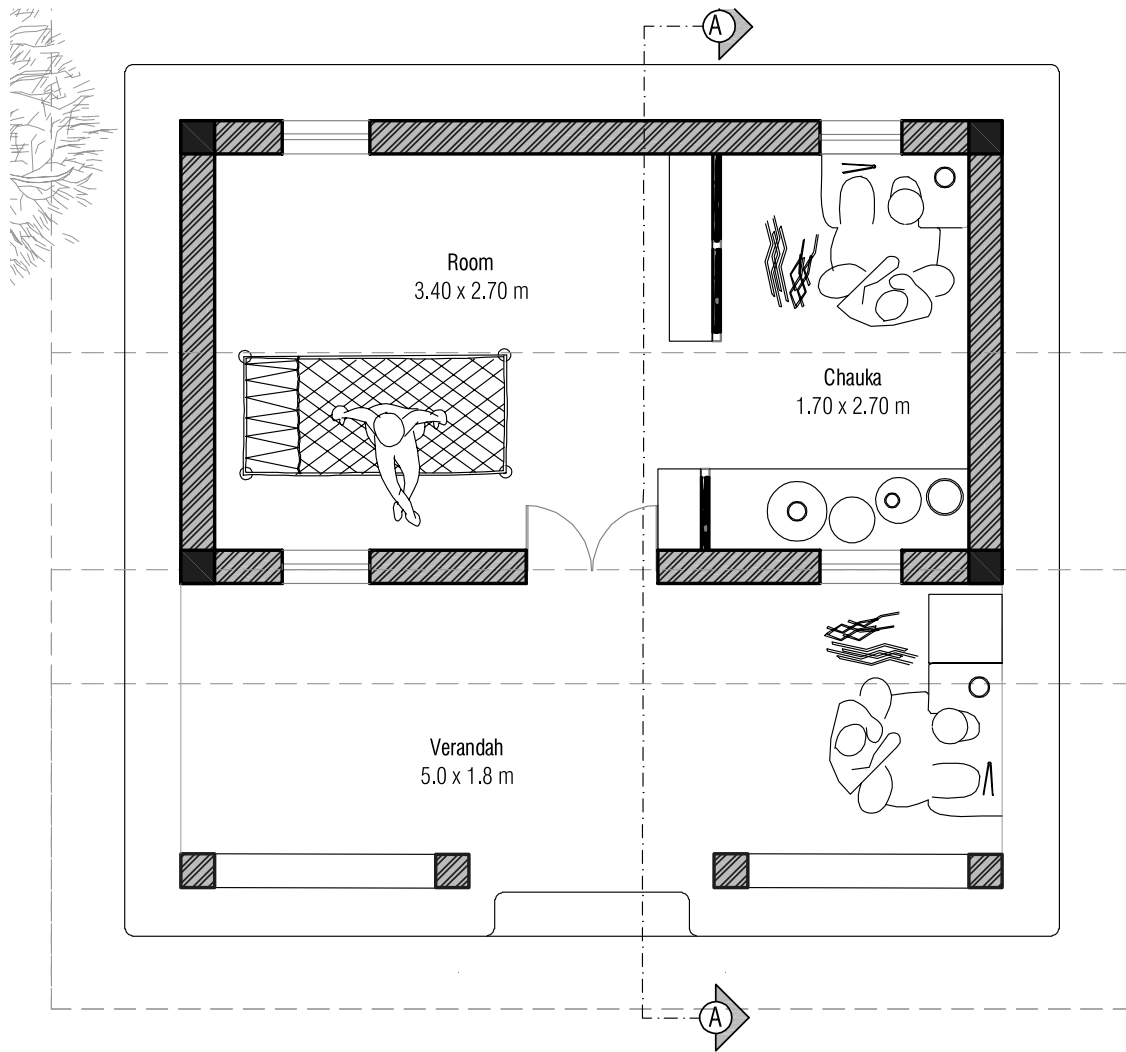 A
Room
3.40 x 2.70 m
Chauka
1.70 x 2.70 m
Verandah
5.0 x 1.8 m
A